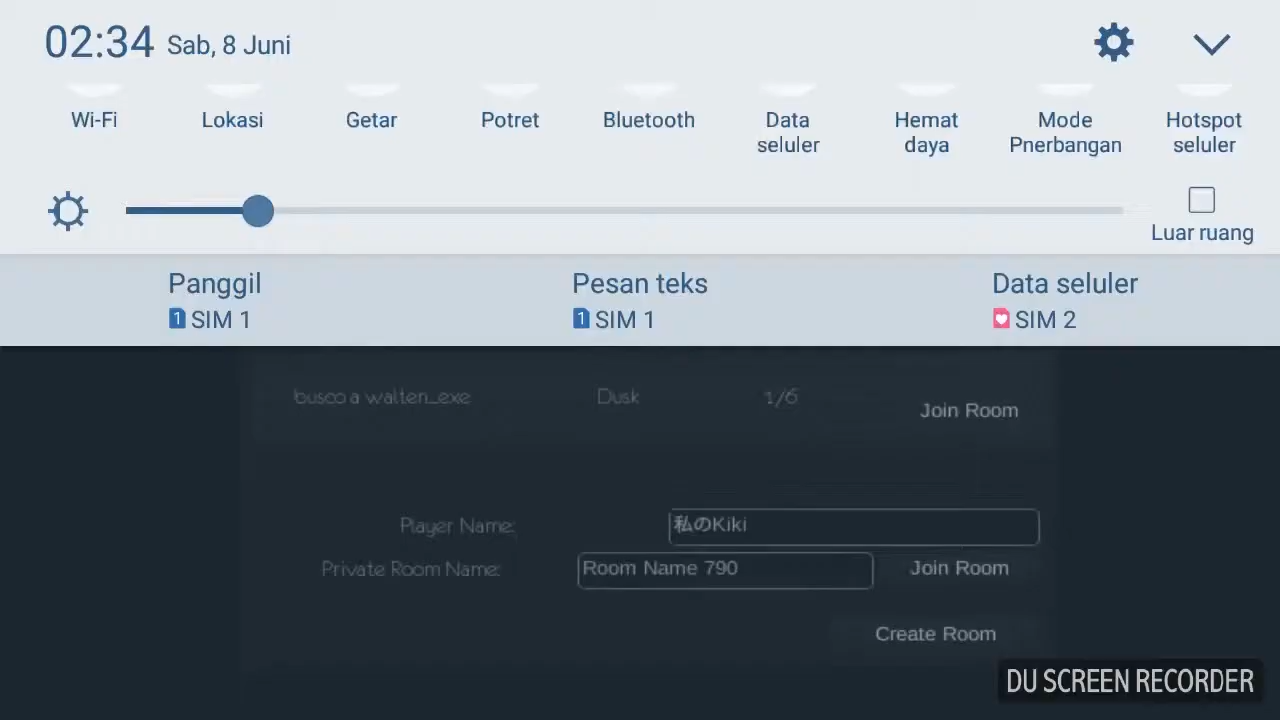 02:34 Sab, 8 Juni
Wi-Fi Lokasi Getar Potret Bluetooth Data seluler Hemat daya Mode Pnerbangan Hotspot seluler
Luar ruang
Panggil Pesan teks Data seluler
1 SIM 1 1 SIM 1 SIM 2
busco a walten_exe Dusk 1/6 Join Room
Player Name: 私のKiki
Private Room Name: Room Name 790 Join Room
Create Room
DU SCREEN RECORDER